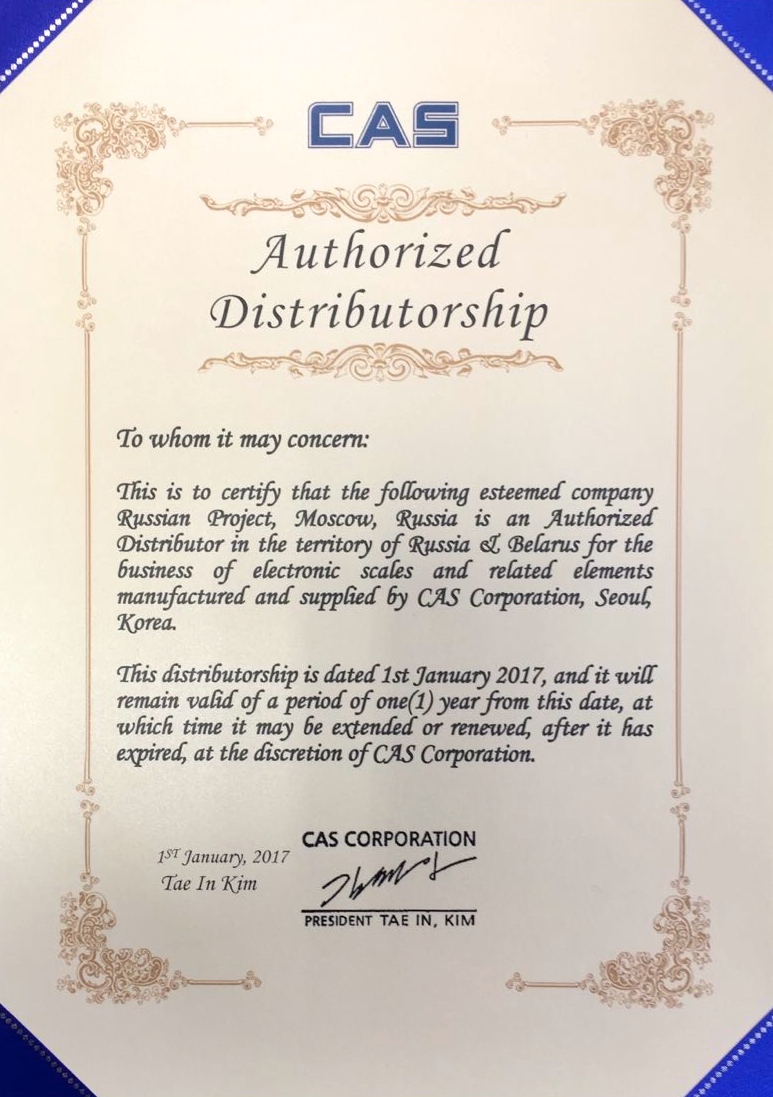 CAS
Authorized
Distributorship
To whom it may concern:
This is to certify that the following esteemed company
Russian Project, Moscow, Russia is an Authorized
Distributor in the territory of Russia & Belarus for the
business of electronic scales and related elements
manufactured and supplied by CAS Corporation, Seoul,
Korea.
This distributorship is dated 1st January 2017, and it will
remain valid of a period of one(1) year from this date, at
which time it may be extended or renewed, after it has
expired, at the discretion of CAS Corporation.
1ST January, 2017
Tae In Kim
CAS CORPORATION
PRESIDENT TAE IN, KIM